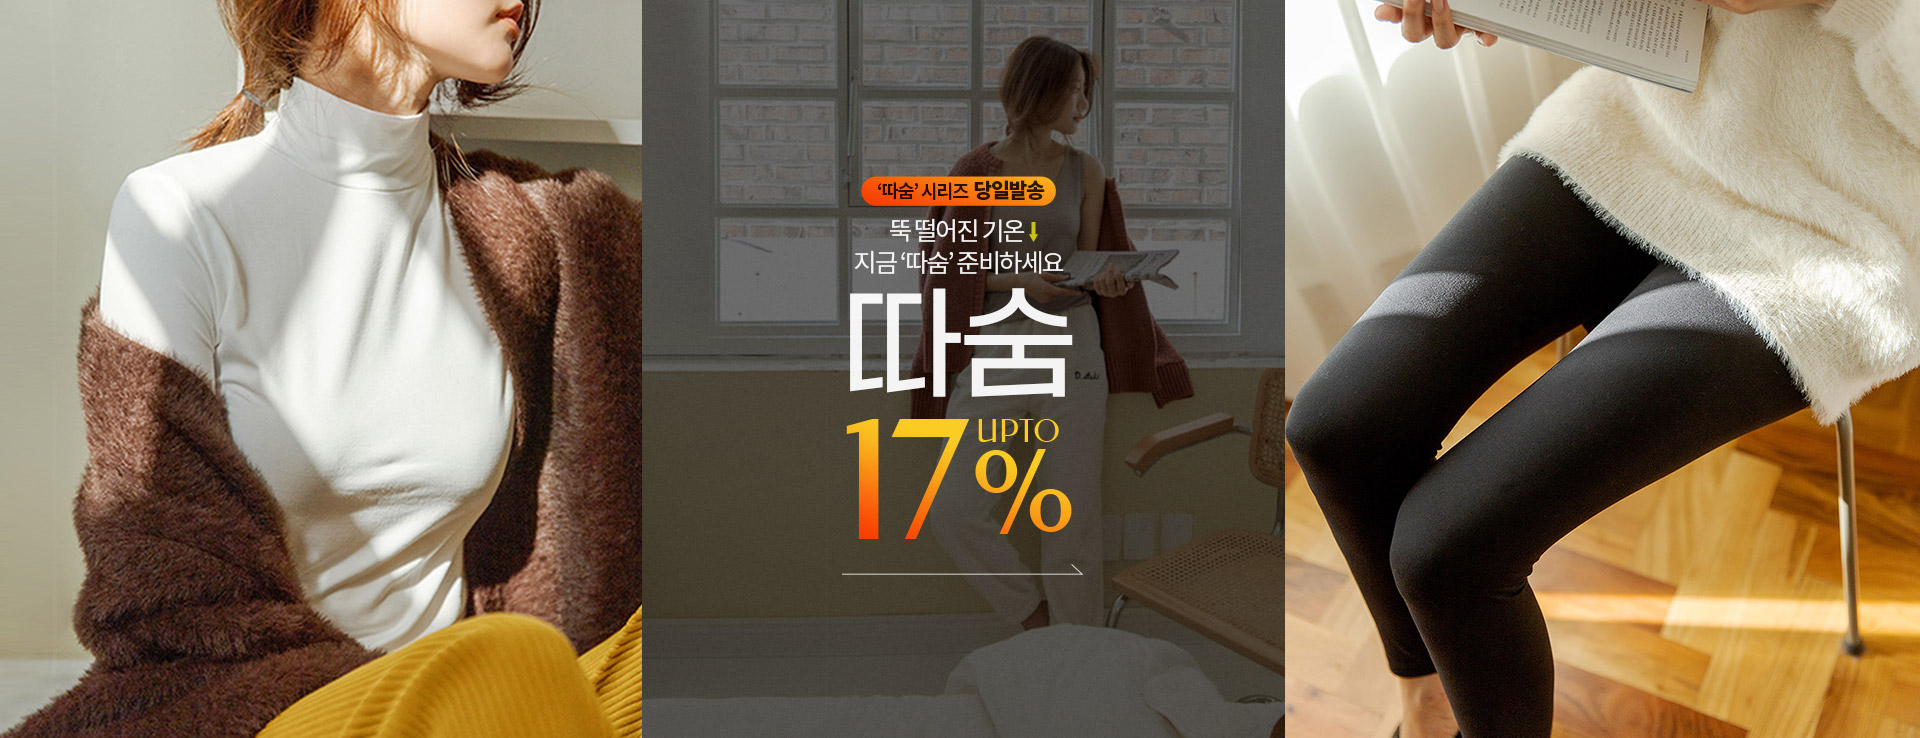 ‘따숨’ 시리즈 당일발송
뚝 떨어진 기온
지금 ‘따숨’ 준비하세요
따숨
UPTO
17%